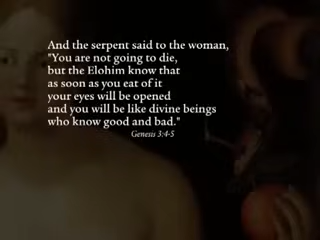 And the serpent said to the woman,
"You are not going to die,
but the Elohim know that
as soon as you eat of it
your eyes will be opened
and you will be like divine beings
who know good and bad."
Genesis 3:4-5